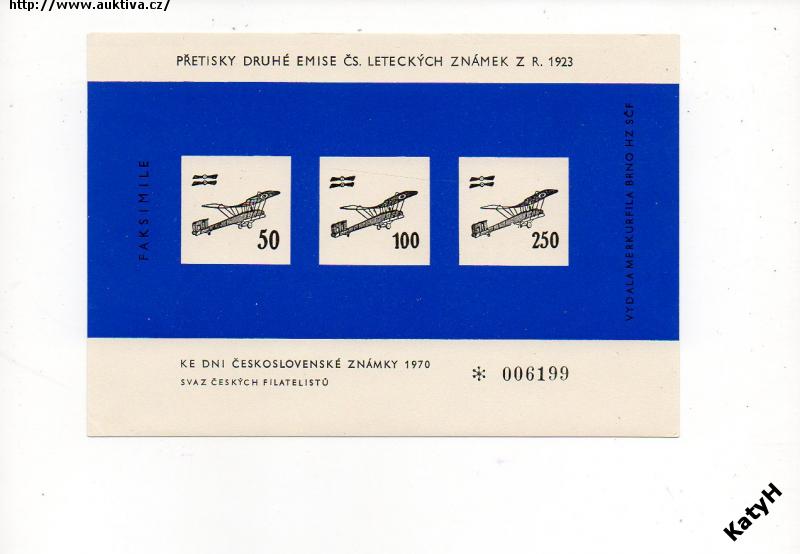 http://www.auktiva.cz/
PŘETISKY DRUHÉ EMISE ČS. LETECKÝCH ZNÁMEK Z R. 1923
FAKSIMILE
50
100
250
VYDALA MERKURFILA BRNO HZ SČF
KE DNI ČESKOSLOVENSKÉ ZNÁMKY 1970
SVAZ ČESKÝCH FILATELISTŮ
* 006199
KatyH